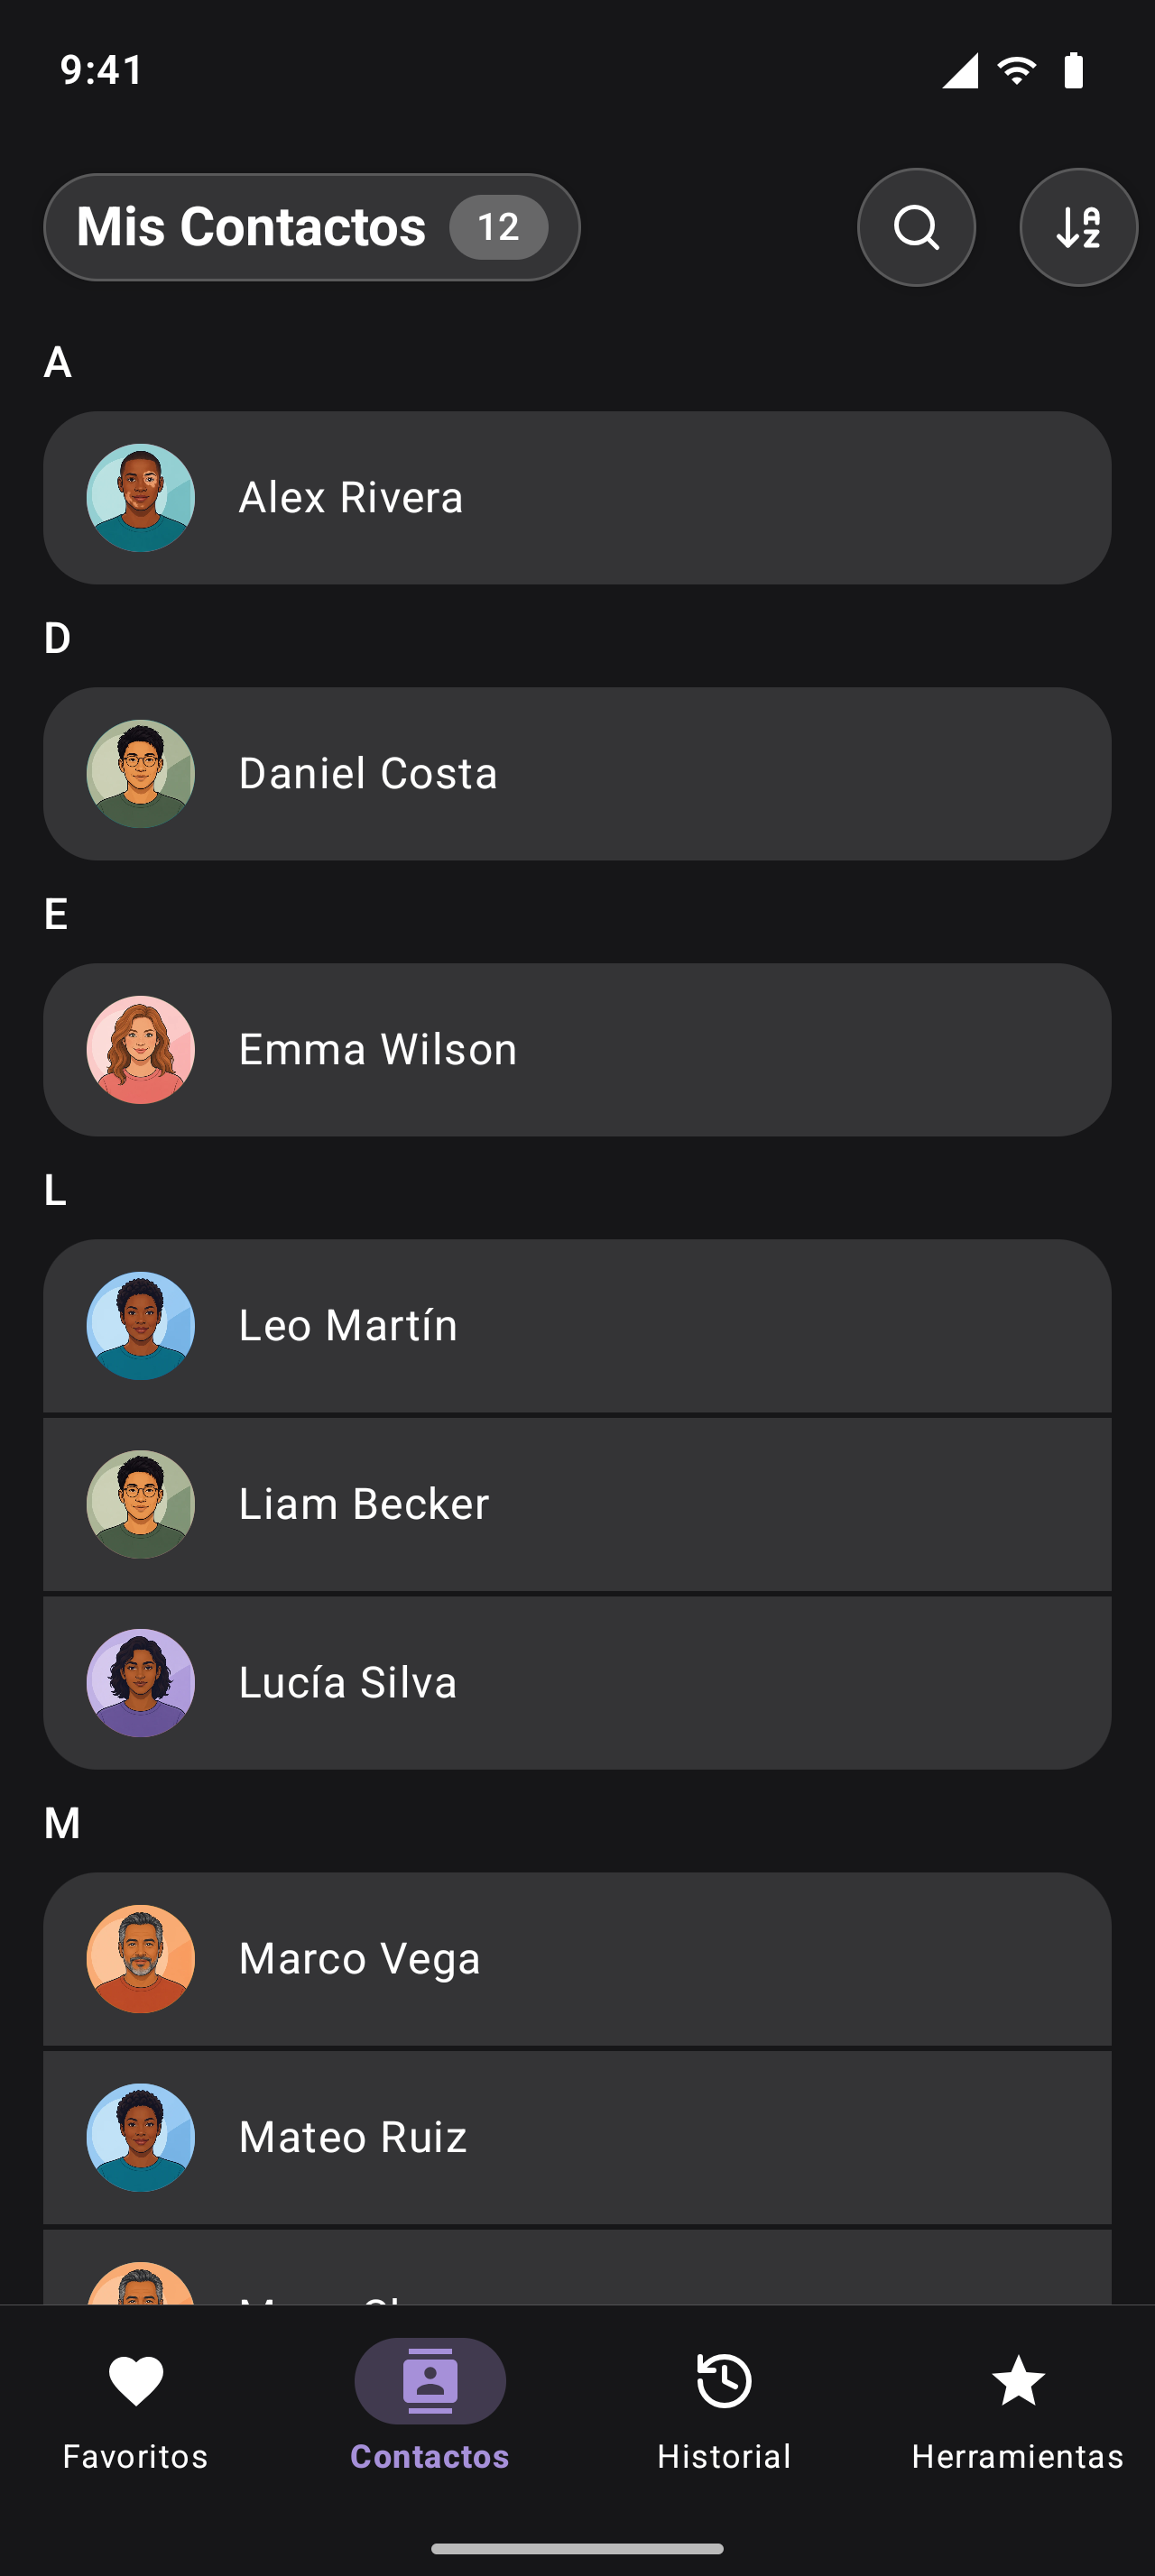 9:41
Mis Contactos 12
A
Alex Rivera
D
Daniel Costa
E
Emma Wilson
L
Leo Martín
Liam Becker
Lucía Silva
M
Marco Vega
Mateo Ruiz
Favoritos
Contactos
Historial
Herramientas